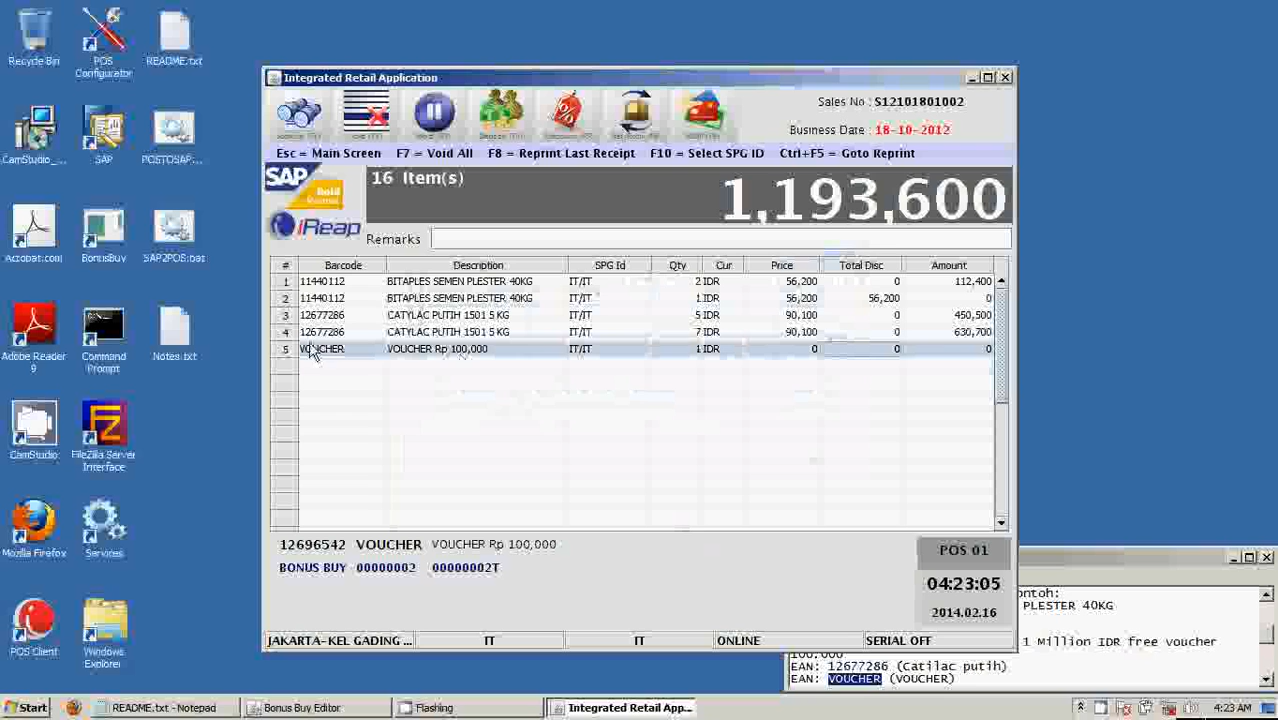 Recycle Bin
POS Configurator
README.txt
CamStudio_...
SAP
POSTOSAP...
Acrobat.com
BonusBuy
SAP2POS.bat
Adobe Reader 9
Command Prompt
Notes.txt
CamStudio
FileZilla Server Interface
Mozilla Firefox
Services
POS Client
Windows Explorer
Integrated Retail Application
Sales No : S12101801002
Business Date : 18-10-2012
Esc = Main Screen F7 = Void All F8 = Reprint Last Receipt F10 = Select SPG ID Ctrl+F5 = Goto Reprint
SAP
iReap
16 Item(s)
1,193,600
Remarks
# Barcode Description SPG Id Qty Cur Price Total Disc Amount
1 11440112 BITAPLES SEMEN PLESTER 40KG IT/IT 2 IDR 56,200 0 112,400
2 11440112 BITAPLES SEMEN PLESTER 40KG IT/IT 1 IDR 56,200 56,200 0
3 12677286 CATYLAC PUTIH 1501 5 KG IT/IT 5 IDR 90,100 0 450,500
4 12677286 CATYLAC PUTIH 1501 5 KG IT/IT 7 IDR 90,100 0 630,700
5 VOUCHER VOUCHER Rp 100,000 IT/IT 1 IDR 0 0 0
12696542 VOUCHER VOUCHER Rp 100,000
BONUS BUY 00000002 00000002T
POS 01
04:23:05
2014.02.16
JAKARTA-KEL GADING ... IT IT ONLINE SERIAL OFF
ontoh:
PLESTER 40KG
1 Million IDR free voucher
100,000
EAN: 12677286 (Catilac putih)
EAN: VOUCHER (VOUCHER)
Start
README.txt - Notepad
Bonus Buy Editor
Flashing
Integrated Retail App...
4:23 AM